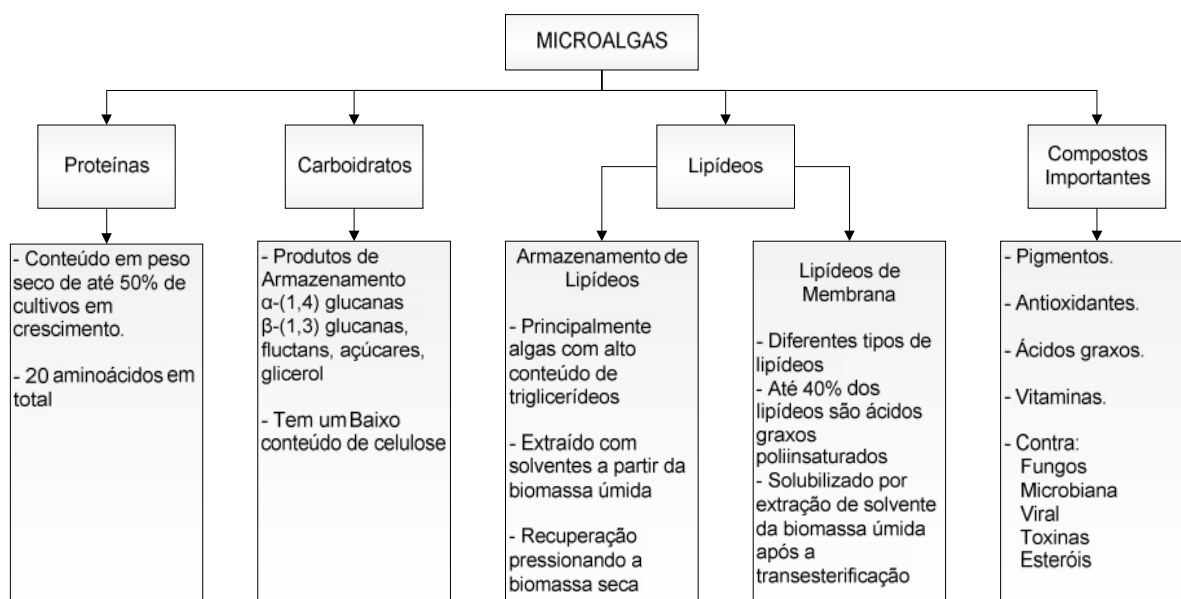 MICROALGAS
Proteínas
- Conteúdo em peso
seco de até 50% de
cultivos em
crescimento.
- 20 aminoácidos em
total
Carboidratos
- Produtos de
Armazenamento
α-(1,4) glucanas
β-(1,3) glucanas,
fluctans, açúcares,
glicerol
- Tem um Baixo
conteúdo de celulose
Lipídeos
Armazenamento de
Lipídeos
- Principalmente
algas com alto
conteúdo de
triglicerídeos
- Extraído com
solventes a partir da
biomassa úmida
- Recuperação
pressionando a
biomassa seca
Lipídeos de
Membrana
- Diferentes tipos de
lipídeos
- Até 40% dos
lipídeos são ácidos
graxos
poliinsaturados
- Solubilizado por
extração de solvente
da biomassa úmida
após a
transesterificação
Compostos
Importantes
- Pigmentos.
- Antioxidantes.
- Ácidos graxos.
- Vitaminas.
- Contra:
Fungos
Microbiana
Viral
Toxinas
Esteróis